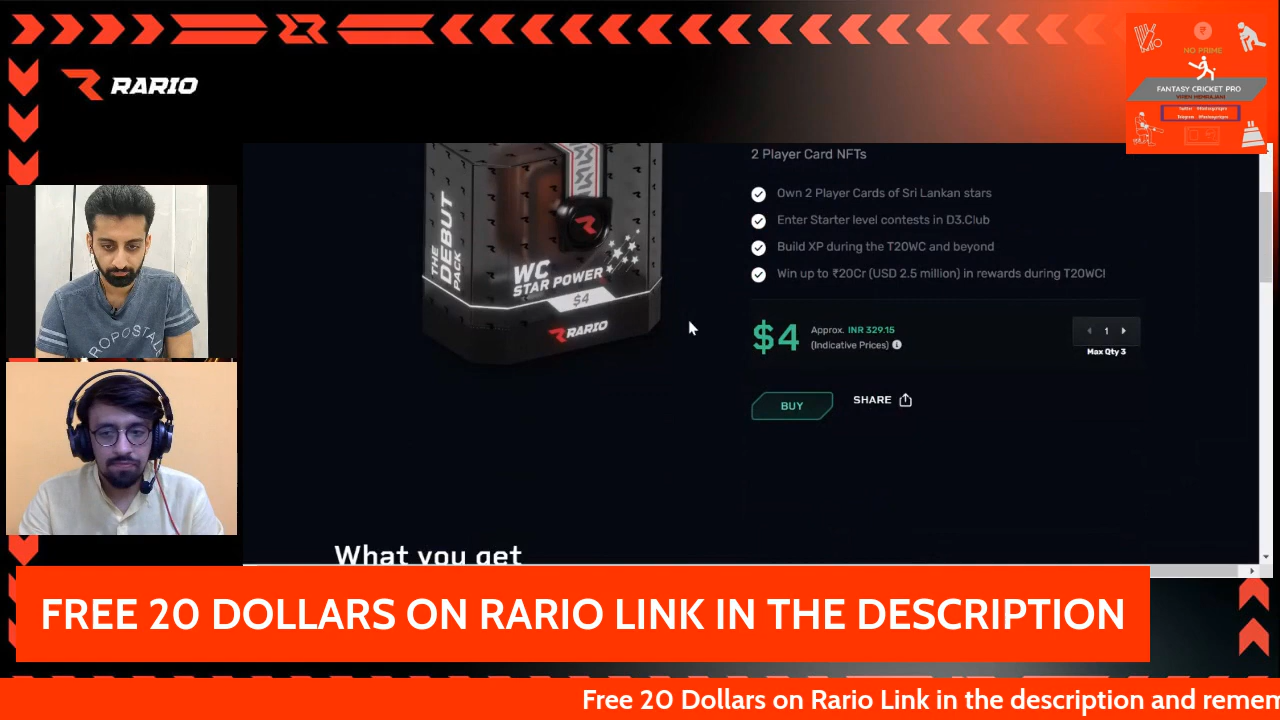 RARIO
NO PRIME
FANTASY CRICKET PRO
THE DEBUT PACK
WC
STAR POWER
$4
RARIO
2 Player Card NFTs
Own 2 Player Cards of Sri Lankan stars
Enter Starter level contests in D3.Club
Build XP during the T20WC and beyond
Win up to ₹20Cr (USD 2.5 million) in rewards during T20WC!
$4
Approx. INR 329.15
(Indicative Prices)
1
Max Qty 3
BUY
SHARE
What you get
ROPOSTAL
FREE 20 DOLLARS ON RARIO LINK IN THE DESCRIPTION
Free 20 Dollars on Rario Link in the description and remen